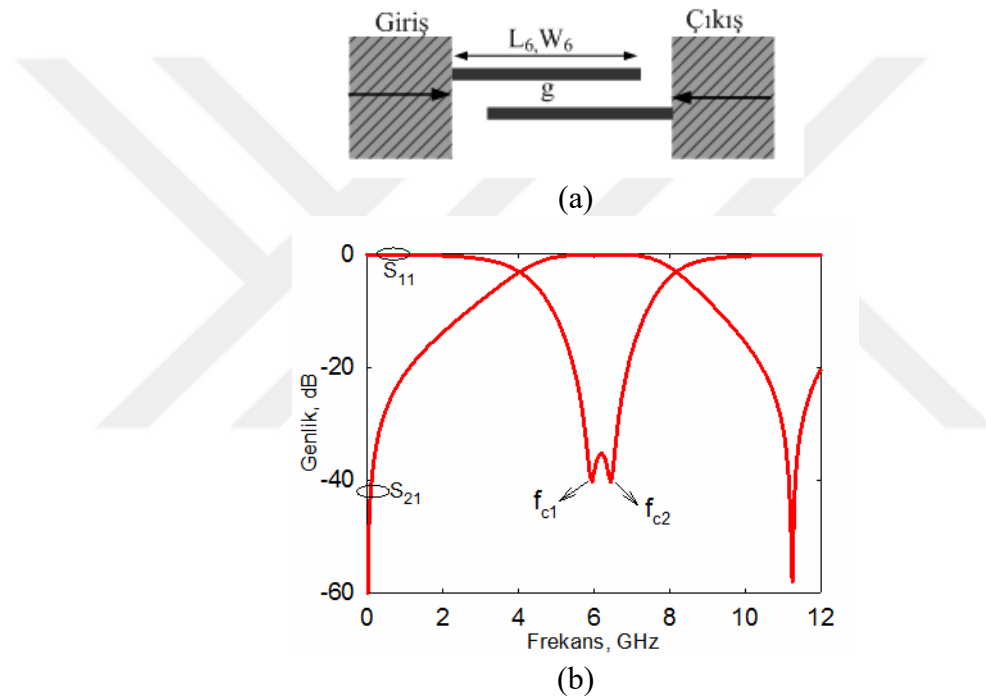 Giriş
Çıkış
L6,W6
g
(a)
0
-20
-40
-60
Genlik, dB
S11
S21
fc1
fc2
0 2 4 6 8 10 12
Frekans, GHz
(b)